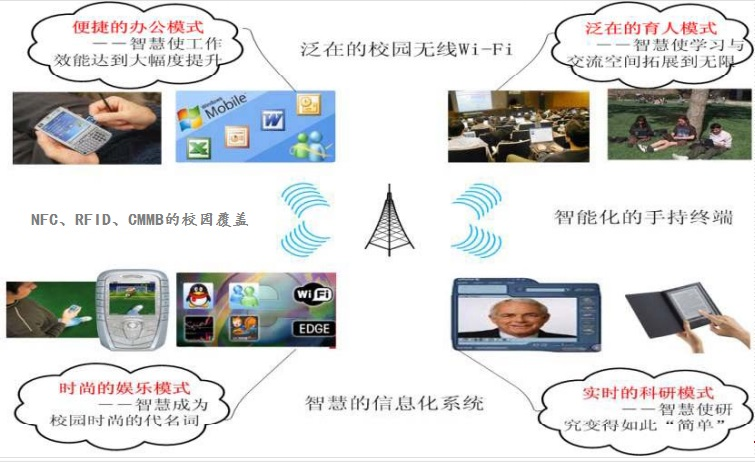 便捷的办公模式
——智慧使工作
效能达到大幅度提升
泛在的校园无线Wi-Fi
泛在的育人模式
——智慧使学习与
交流空间拓展到无限
Windows
Mobile
NFC、RFID、CMMB的校园覆盖
智能化的手持终端
WiFi
EDGE
时尚的娱乐模式
——智慧成为
校园时尚的代名词
智慧的信息化系统
实时的科研模式
——智慧使研
究变得如此“简单”